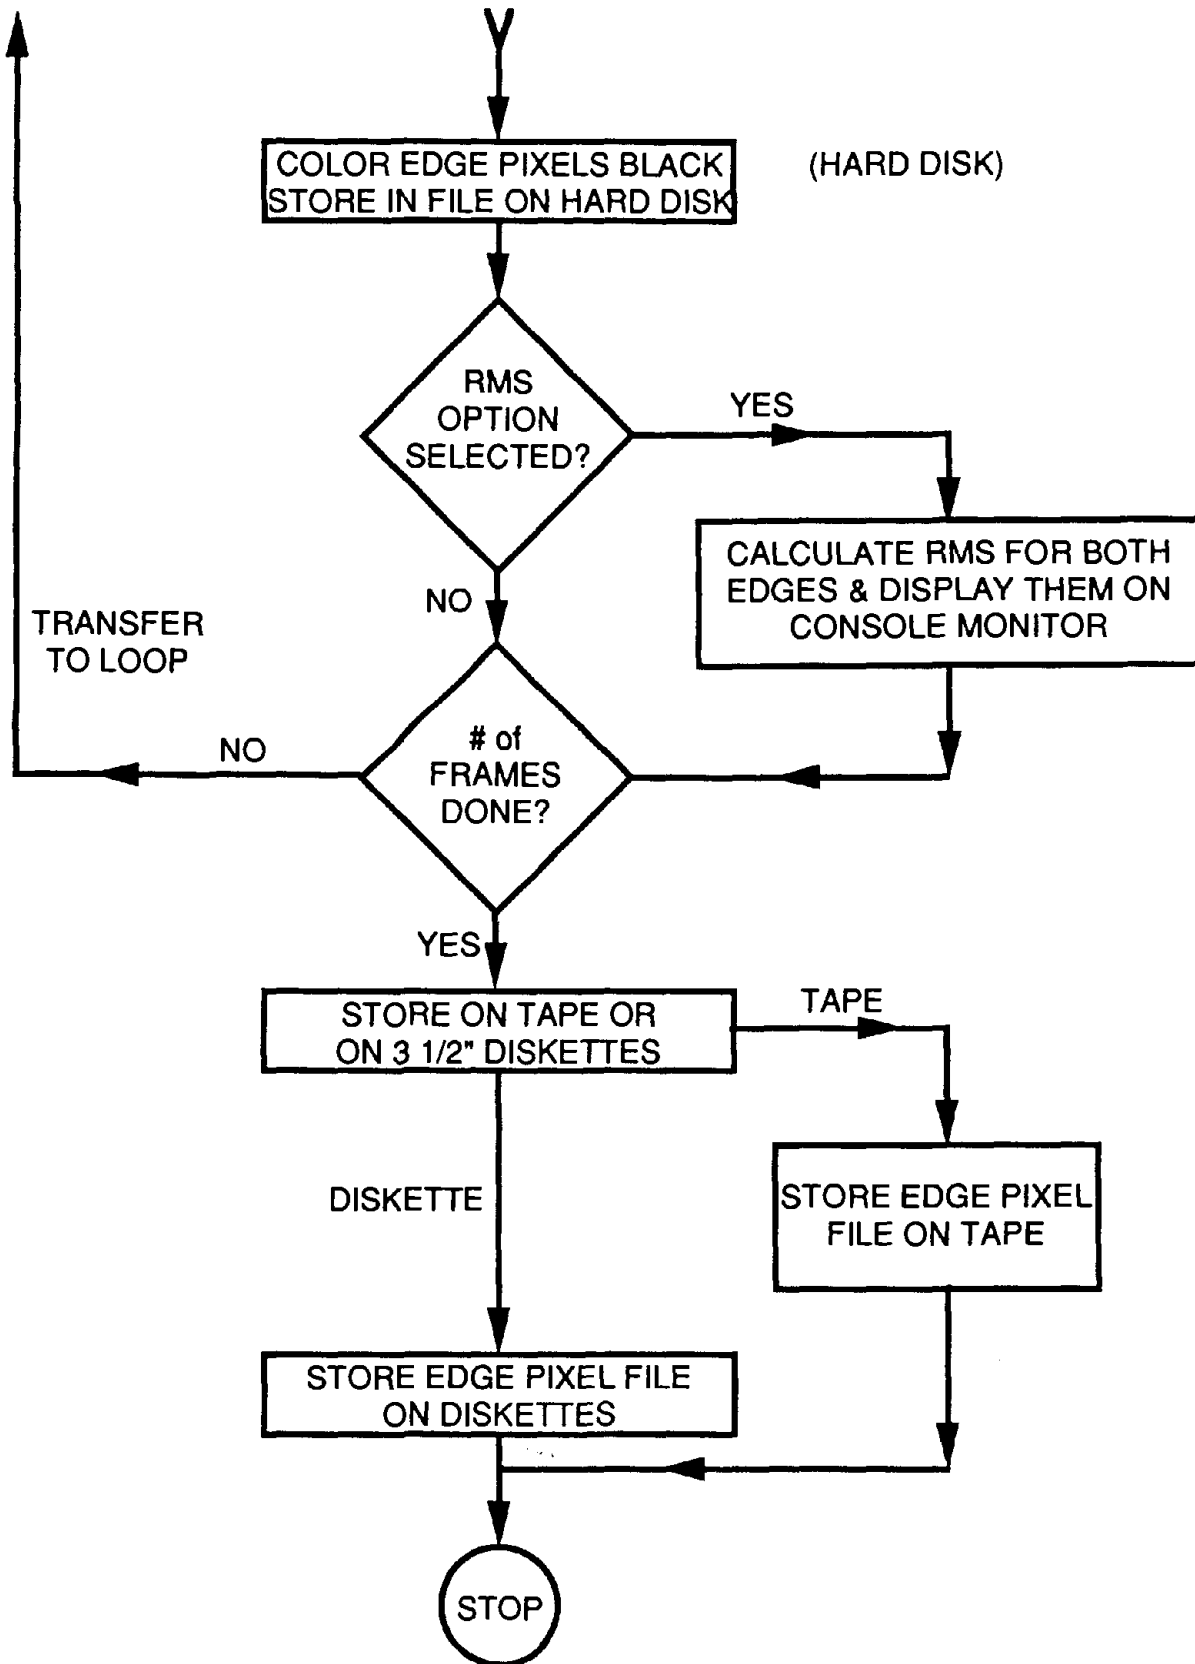 COLOR EDGE PIXELS BLACK
STORE IN FILE ON HARD DISK
(HARD DISK)
RMS
OPTION
SELECTED?
YES
CALCULATE RMS FOR BOTH
EDGES & DISPLAY THEM ON
CONSOLE MONITOR
NO
TRANSFER
TO LOOP
NO
# of
FRAMES
DONE?
YES
STORE ON TAPE OR
ON 3 1/2" DISKETTES
TAPE
DISKETTE
STORE EDGE PIXEL
FILE ON TAPE
STORE EDGE PIXEL FILE
ON DISKETTES
STOP